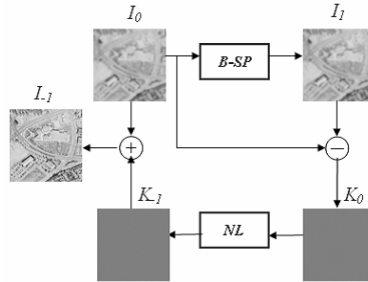 I0 I1
B-SP
I-1
+ −
K-1 K0
NL